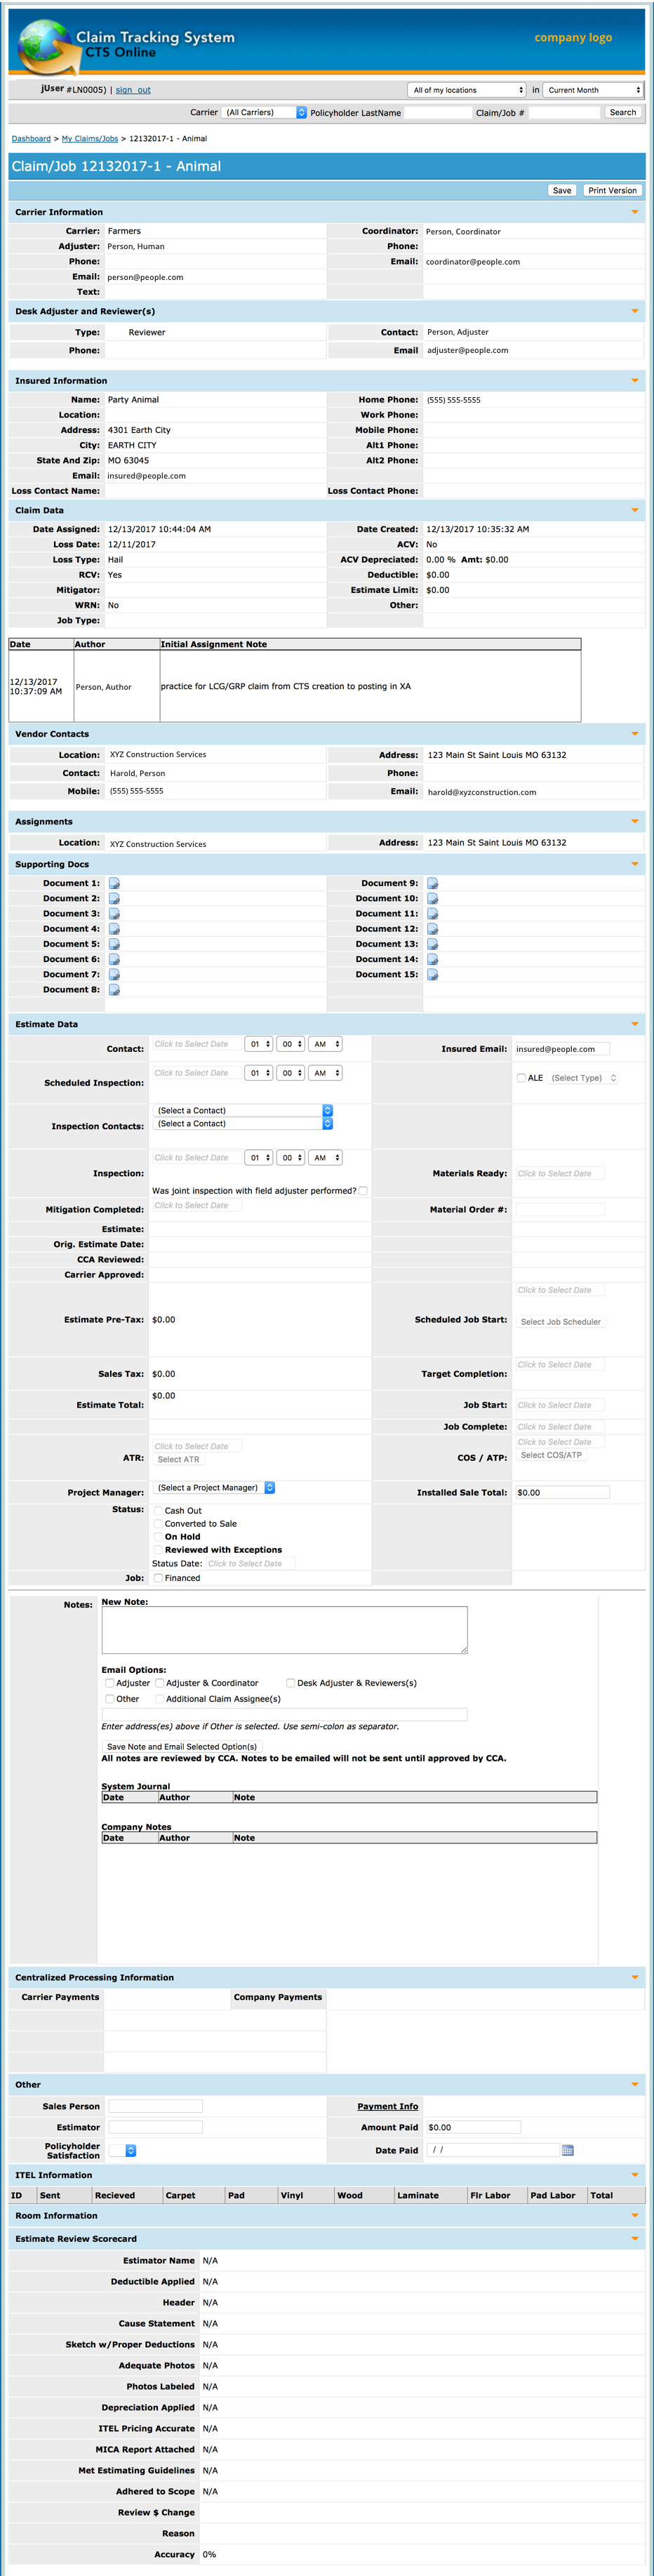 Claim Tracking System
CTS Online
company logo
jUser #LN0005) | sign out
All of my locations in Current Month
Carrier (All Carriers) Policyholder LastName Claim/Job # Search
Dashboard > My Claims/Jobs > 12132017-1 - Animal
Claim/Job 12132017-1 - Animal
Save Print Version
Carrier Information
Carrier: Farmers Coordinator: Person, Coordinator
Adjuster: Person, Human Phone:
Phone: Email: coordinator@people.com
Email: person@people.com
Text:
Desk Adjuster and Reviewer(s)
Type: Reviewer Contact: Person, Adjuster
Phone: Email adjuster@people.com
Insured Information
Name: Party Animal Home Phone: (555) 555-5555
Location: Work Phone:
Address: 4301 Earth City Mobile Phone:
City: EARTH CITY Alt1 Phone:
State And Zip: MO 63045 Alt2 Phone:
Email: insured@people.com
Loss Contact Name: Loss Contact Phone:
Claim Data
Date Assigned: 12/13/2017 10:44:04 AM Date Created: 12/13/2017 10:35:32 AM
Loss Date: 12/11/2017 ACV: No
Loss Type: Hail ACV Depreciated: 0.00 % Amt: $0.00
RCV: Yes Deductible: $0.00
Mitigator: Estimate Limit: $0.00
WRN: No Other:
Job Type:
Date Author Initial Assignment Note
12/13/2017
10:37:09 AM Person, Author practice for LCG/GRP claim from CTS creation to posting in XA
Vendor Contacts
Location: XYZ Construction Services Address: 123 Main St Saint Louis MO 63132
Contact: Harold, Person Phone:
Mobile: (555) 555-5555 Email: harold@xyzconstruction.com
Assignments
Location: XYZ Construction Services Address: 123 Main St Saint Louis MO 63132
Supporting Docs
Document 1: Document 9:
Document 2: Document 10:
Document 3: Document 11:
Document 4: Document 12:
Document 5: Document 13:
Document 6: Document 14:
Document 7: Document 15:
Document 8:
Estimate Data
Contact: Click to Select Date 01 00 AM Insured Email: insured@people.com
Scheduled Inspection: Click to Select Date 01 00 AM ALE (Select Type)
Inspection Contacts: (Select a Contact)
(Select a Contact)
Inspection: Click to Select Date 01 00 AM Materials Ready: Click to Select Date
Was joint inspection with field adjuster performed?
Mitigation Completed: Click to Select Date Material Order #:
Estimate:
Orig. Estimate Date:
CCA Reviewed:
Carrier Approved:
Estimate Pre-Tax: $0.00 Scheduled Job Start: Click to Select Date
Select Job Scheduler
Sales Tax: $0.00 Target Completion: Click to Select Date
Estimate Total: $0.00 Job Start: Click to Select Date
Job Complete: Click to Select Date
ATR: Click to Select Date COS / ATP: Click to Select Date
Select ATR Select COS/ATP
Project Manager: (Select a Project Manager) Installed Sale Total: $0.00
Status: Cash Out
Converted to Sale
On Hold
Reviewed with Exceptions
Status Date: Click to Select Date
Job: Financed
Notes: New Note:
Email Options:
Adjuster Adjuster & Coordinator Desk Adjuster & Reviewers(s)
Other Additional Claim Assignee(s)
Enter address(es) above if Other is selected. Use semi-colon as separator.
Save Note and Email Selected Option(s)
All notes are reviewed by CCA. Notes to be emailed will not be sent until approved by CCA.
System Journal
Date Author Note
Company Notes
Date Author Note
Centralized Processing Information
Carrier Payments Company Payments
Other
Sales Person Payment Info
Estimator Amount Paid $0.00
Policyholder Satisfaction Date Paid / /
ITEL Information
ID Sent Recieved Carpet Pad Vinyl Wood Laminate Flr Labor Pad Labor Total
Room Information
Estimate Review Scorecard
Estimator Name N/A
Deductible Applied N/A
Header N/A
Cause Statement N/A
Sketch w/Proper Deductions N/A
Adequate Photos N/A
Photos Labeled N/A
Depreciation Applied N/A
ITEL Pricing Accurate N/A
MICA Report Attached N/A
Met Estimating Guidelines N/A
Adhered to Scope N/A
Review $ Change
Reason
Accuracy 0%